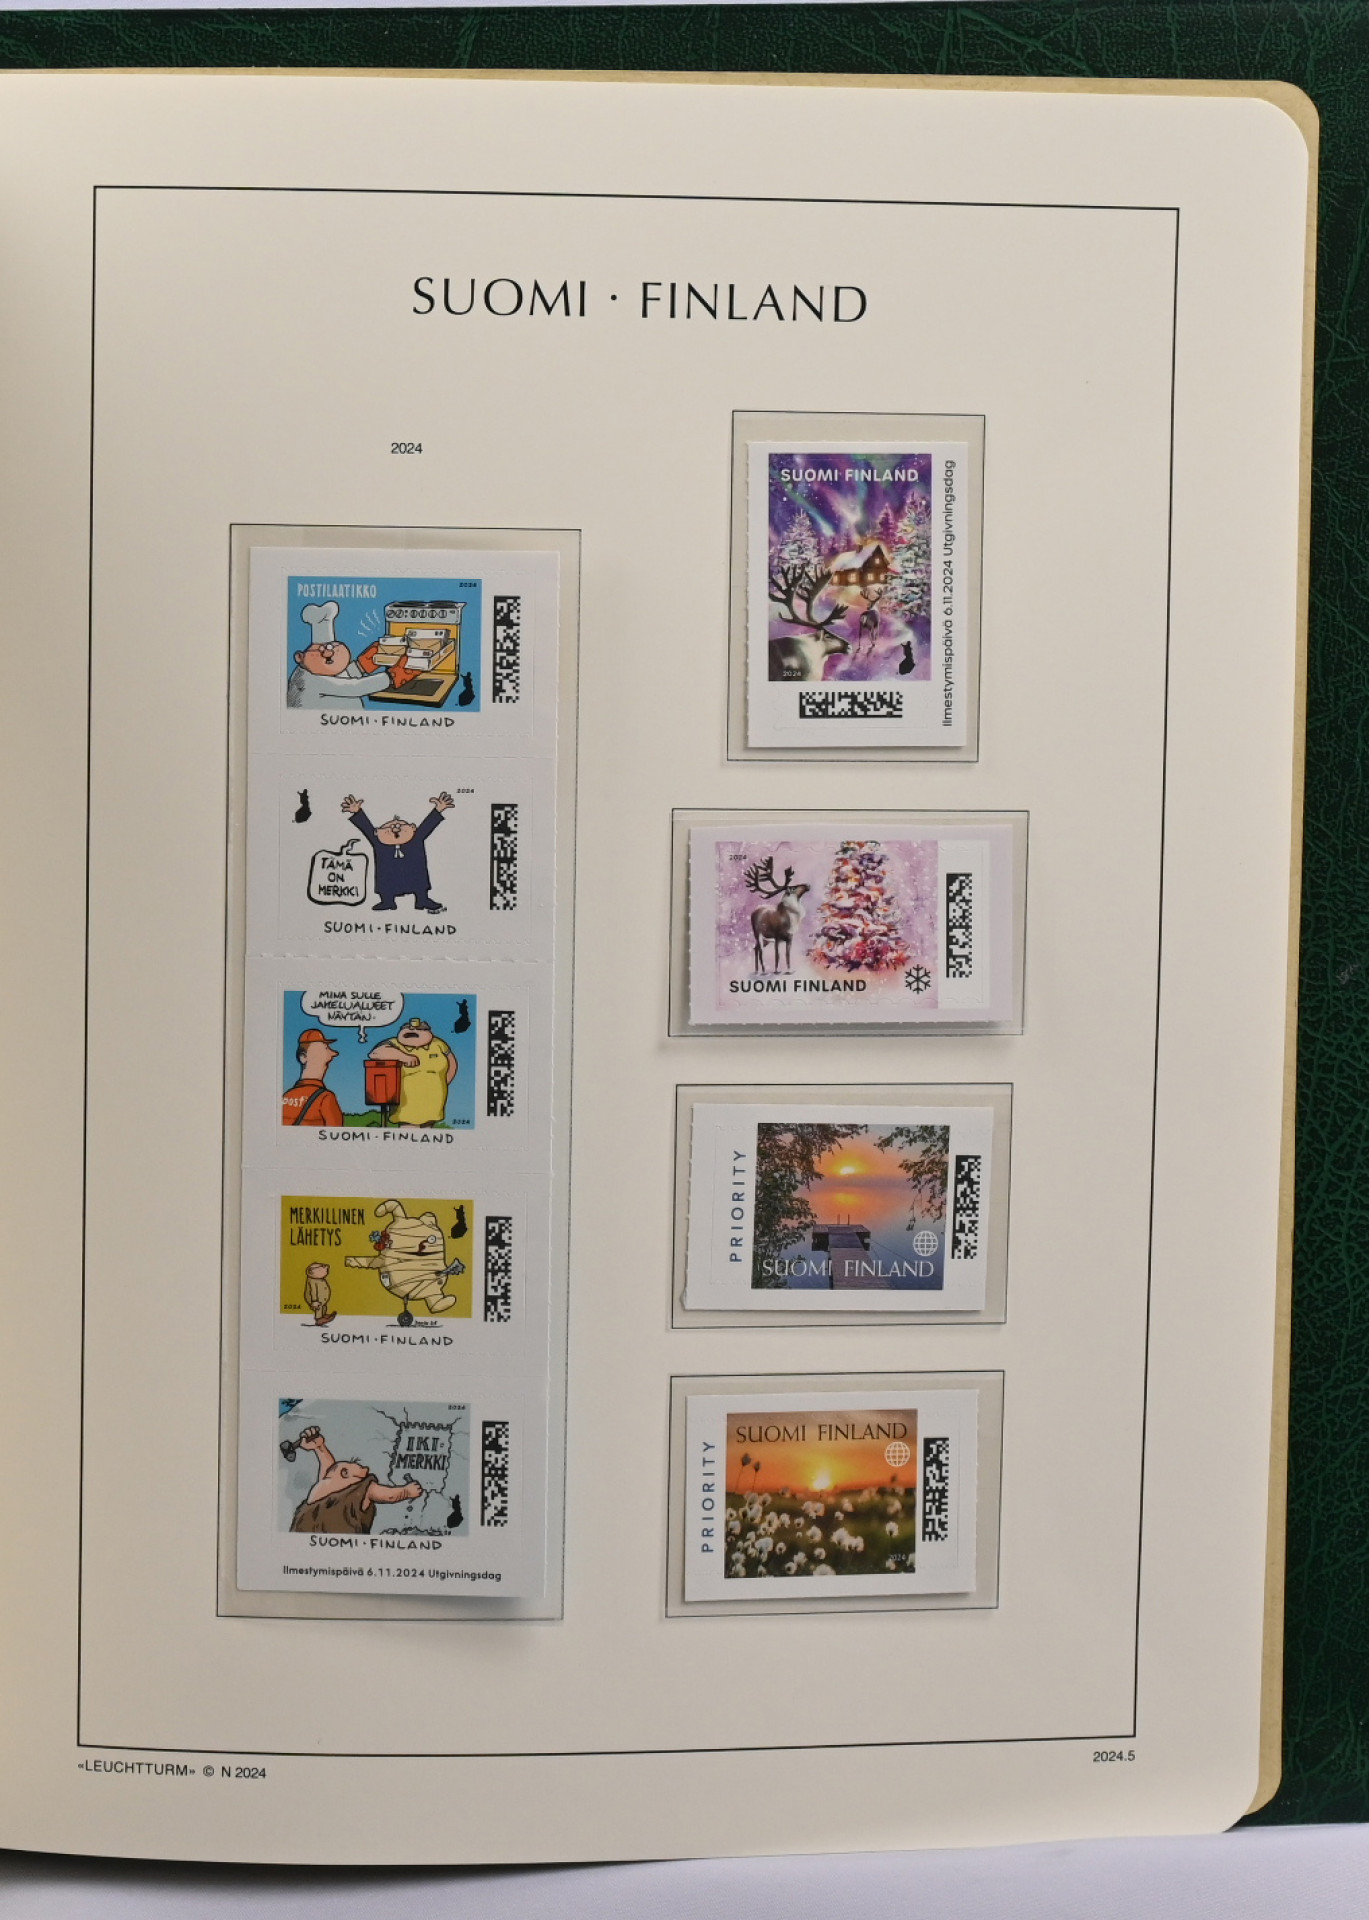 SUOMI · FINLAND
2024
POSTILAATIKKO
2024
SUOMI · FINLAND
2024
TÄMÄ
ON
MERKKI
SUOMI · FINLAND
MINÄ SULLE
JAKELUALUEET
NÄYTÄN.
POST
2024
SUOMI · FINLAND
MERKILLINEN
LÄHETYS
2024
SUOMI · FINLAND
2024
IKI-
MERKKI
SUOMI · FINLAND
Ilmestymispäivä 6.11.2024 Utgivningsdag
SUOMI FINLAND
2024
Ilmestymispäivä 6.11.2024 Utgivningsdag
2024
SUOMI FINLAND
PRIORITY
SUOMI FINLAND
PRIORITY
SUOMI FINLAND
2024
«LEUCHTTURM» © N 2024
2024.5